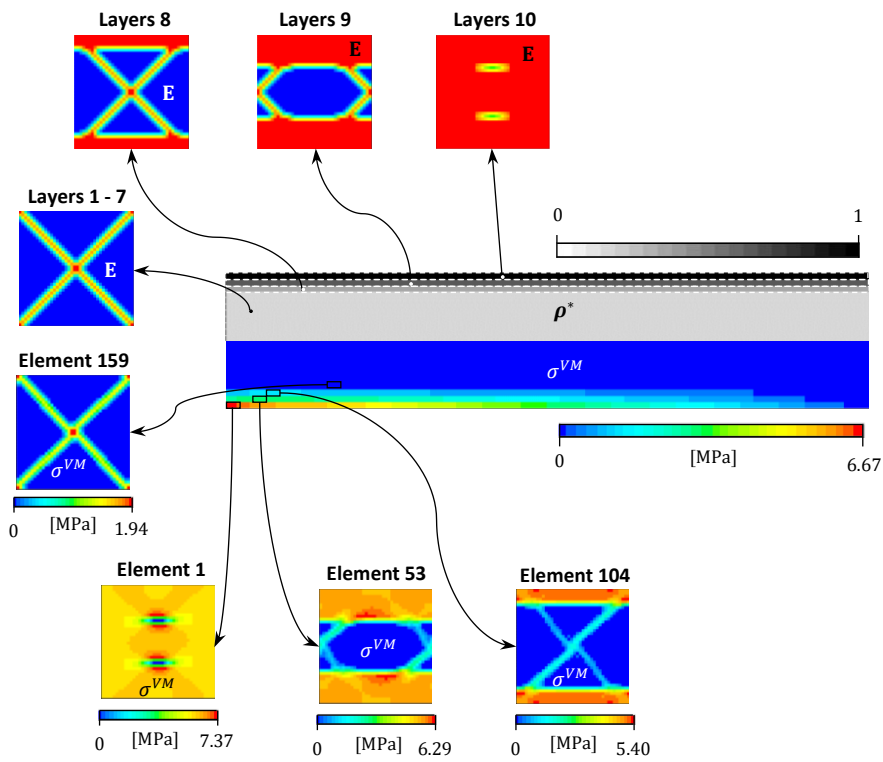 Layers 8
Layers 9
Layers 10
E
E
E
Layers 1 - 7
E
0
1
ρ*
Element 159
σ^VM
σ^VM
0
[MPa]
1.94
0
[MPa]
6.67
Element 1
Element 53
Element 104
σ^VM
σ^VM
σ^VM
0
[MPa]
7.37
0
[MPa]
6.29
0
[MPa]
5.40